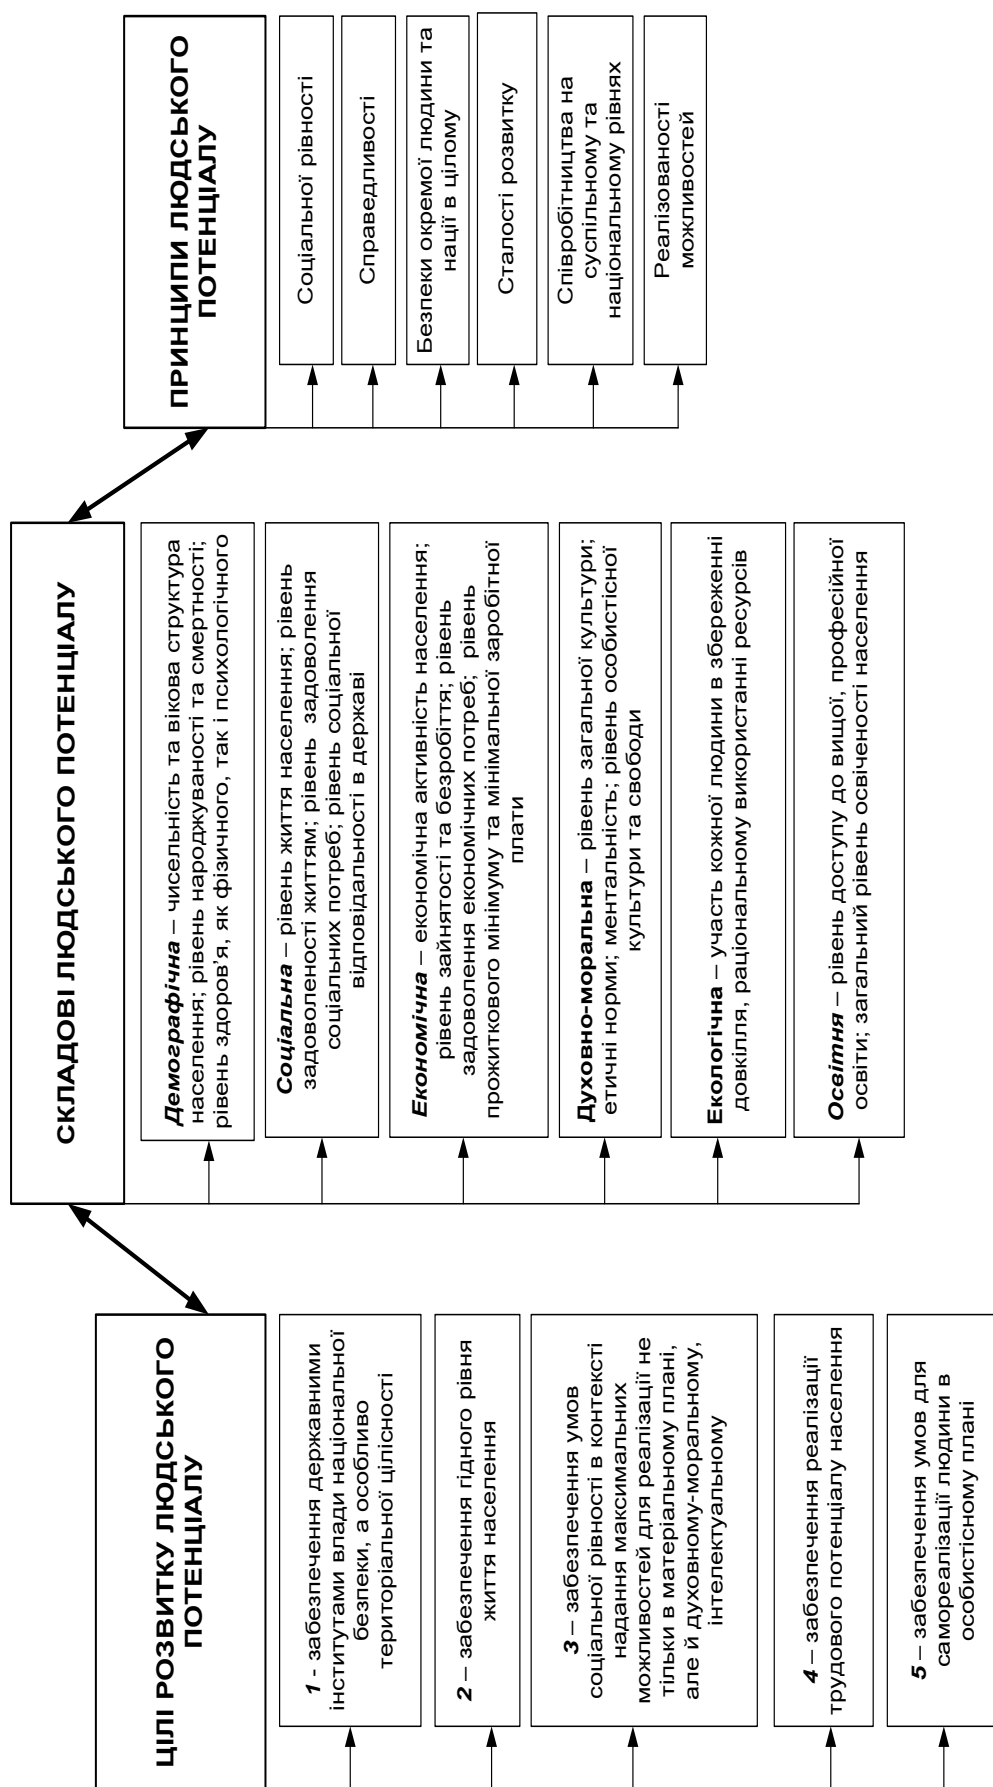 ЦІЛІ РОЗВИТКУ ЛЮДСЬКОГО
ПОТЕНЦІАЛУ
1 - забезпечення державними
інститутами влади національної
безпеки, а особливо
територіальної цілісності
2 – забезпечення гідного рівня
життя населення
3 – забезпечення умов
соціальної рівності в контексті
надання максимальних
можливостей для реалізації не
тільки в матеріальному плані,
але й духовному-моральному,
інтелектуальному
4 – забезпечення реалізації
трудового потенціалу населення
5 – забезпечення умов для
самореалізації людини в
особистісному плані
СКЛАДОВІ ЛЮДСЬКОГО ПОТЕНЦІАЛУ
Демографічна – чисельність та вікова структура
населення; рівень народжуваності та смертності;
рівень здоров'я, як фізичного, так і психологічного
Соціальна – рівень життя населення; рівень
задоволеності життям; рівень задоволення
соціальних потреб; рівень соціальної
відповідальності в державі
Економічна – економічна активність населення;
рівень зайнятості та безробіття; рівень
задоволення економічних потреб; рівень
прожиткового мінімуму та мінімальної заробітної
плати
Духовно-моральна – рівень загальної культури;
етичні норми; ментальність; рівень особистісної
культури та свободи
Екологічна – участь кожної людини в збереженні
довкілля, раціональному використанні ресурсів
Освітня – рівень доступу до вищої, професійної
освіти; загальний рівень освіченості населення
ПРИНЦИПИ ЛЮДСЬКОГО
ПОТЕНЦІАЛУ
Соціальної рівності
Справедливості
Безпеки окремої людини та
нації в цілому
Сталості розвитку
Співробітництва на
суспільному та
національному рівнях
Реалізованості
можливостей